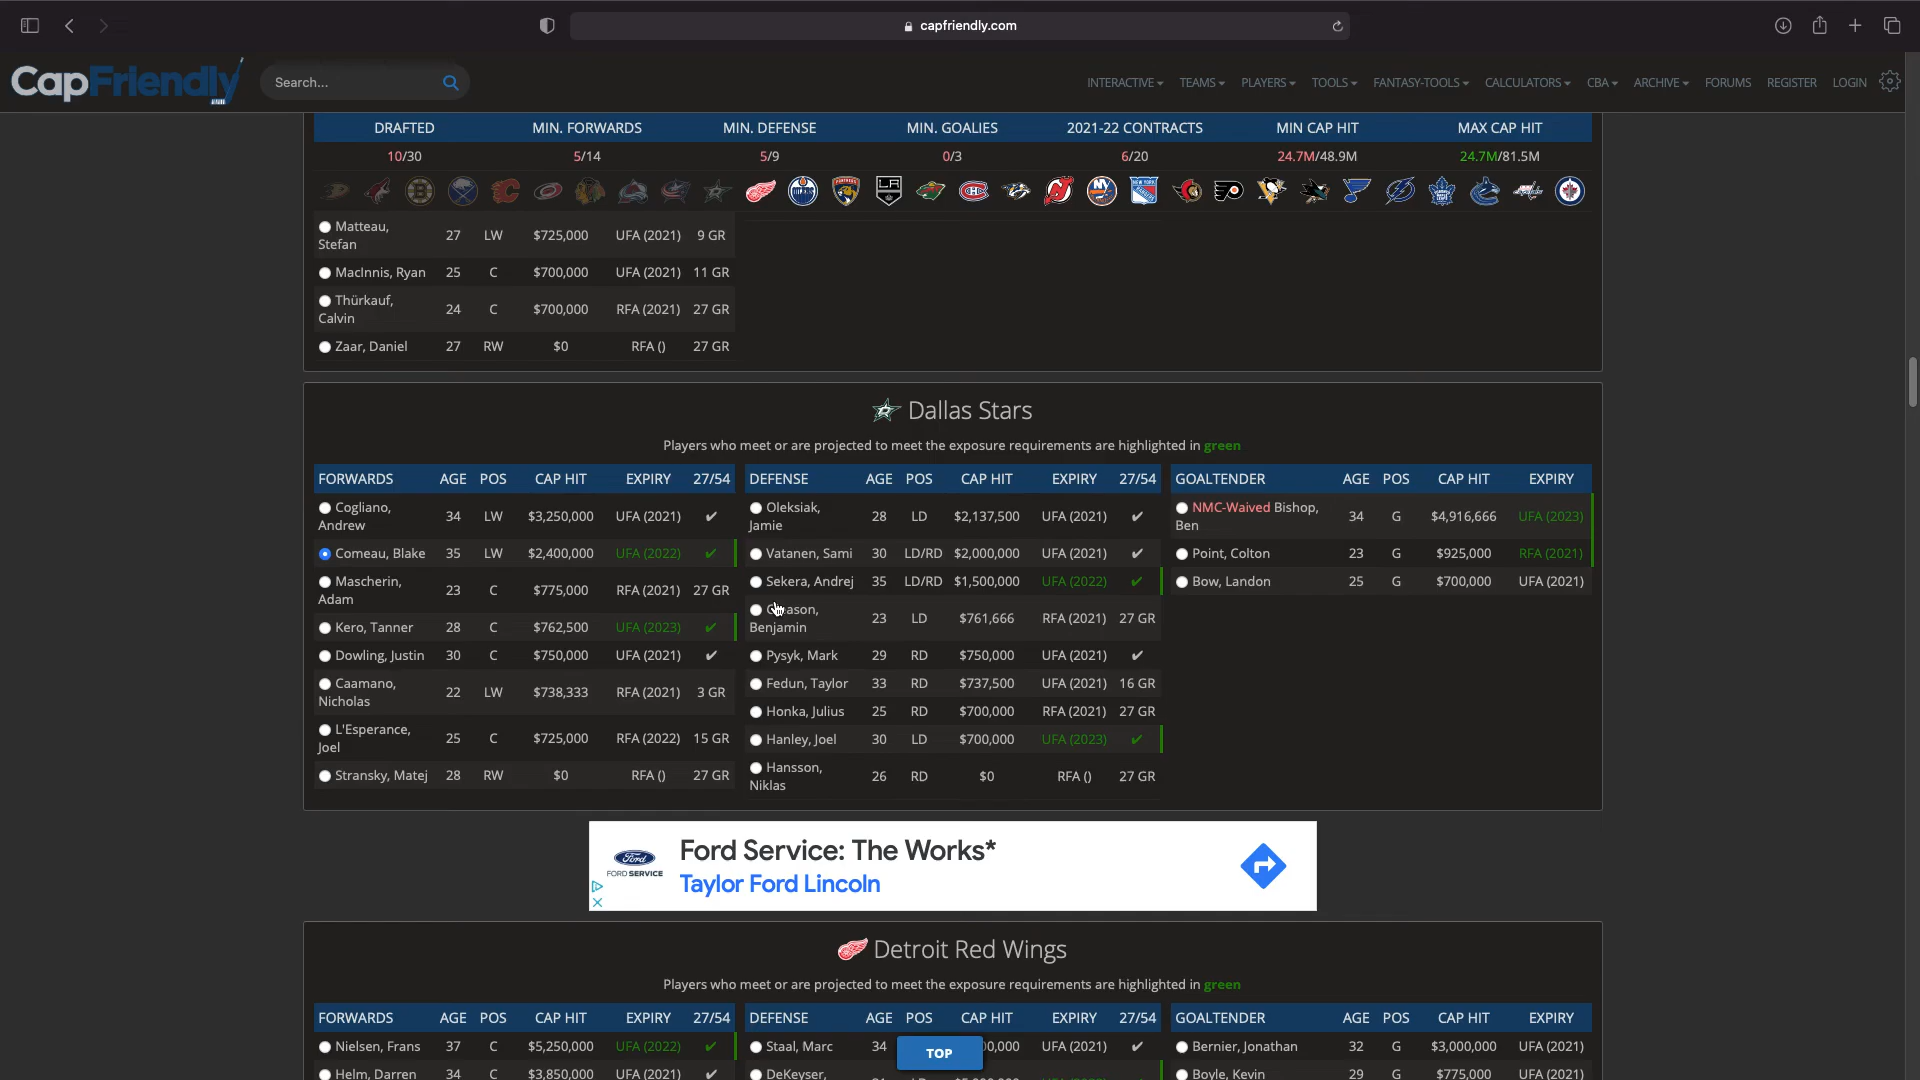 capfriendly.com
CapFriendly
.com
Search...
INTERACTIVE TEAMS PLAYERS TOOLS FANTASY-TOOLS CALCULATORS CBA ARCHIVE FORUMS REGISTER LOGIN
DRAFTED MIN. FORWARDS MIN. DEFENSE MIN. GOALIES 2021-22 CONTRACTS MIN CAP HIT MAX CAP HIT
10/30 5/14 5/9 0/3 6/20 24.7M/48.9M 24.7M/81.5M
Matteau, Stefan 27 LW $725,000 UFA (2021) 9 GR
MacInnis, Ryan 25 C $700,000 UFA (2021) 11 GR
Thürkauf, Calvin 24 C $700,000 RFA (2021) 27 GR
Zaar, Daniel 27 RW $0 RFA () 27 GR
Dallas Stars
Players who meet or are projected to meet the exposure requirements are highlighted in green
FORWARDS AGE POS CAP HIT EXPIRY 27/54
Cogliano, Andrew 34 LW $3,250,000 UFA (2021) ✔
Comeau, Blake 35 LW $2,400,000 UFA (2022) ✔
Mascherin, Adam 23 C $775,000 RFA (2021) 27 GR
Kero, Tanner 28 C $762,500 UFA (2023) ✔
Dowling, Justin 30 C $750,000 UFA (2021) ✔
Caamano, Nicholas 22 LW $738,333 RFA (2021) 3 GR
L'Esperance, Joel 25 C $725,000 RFA (2022) 15 GR
Stransky, Matej 28 RW $0 RFA () 27 GR
DEFENSE AGE POS CAP HIT EXPIRY 27/54
Oleksiak, Jamie 28 LD $2,137,500 UFA (2021) ✔
Vatanen, Sami 30 LD/RD $2,000,000 UFA (2021) ✔
Sekera, Andrej 35 LD/RD $1,500,000 UFA (2022) ✔
Gleason, Benjamin 23 LD $761,666 RFA (2021) 27 GR
Pysyk, Mark 29 RD $750,000 UFA (2021) ✔
Fedun, Taylor 33 RD $737,500 UFA (2021) 16 GR
Honka, Julius 25 RD $700,000 RFA (2021) 27 GR
Hanley, Joel 30 LD $700,000 UFA (2023) ✔
Hansson, Niklas 26 RD $0 RFA () 27 GR
GOALTENDER AGE POS CAP HIT EXPIRY
NMC-Waived Bishop, Ben 34 G $4,916,666 UFA (2023)
Point, Colton 23 G $925,000 RFA (2021)
Bow, Landon 25 G $700,000 UFA (2021)
Ford
FORD SERVICE
Ford Service: The Works*
Taylor Ford Lincoln
Detroit Red Wings
Players who meet or are projected to meet the exposure requirements are highlighted in green
FORWARDS AGE POS CAP HIT EXPIRY 27/54
Nielsen, Frans 37 C $5,250,000 UFA (2022) ✔
Helm, Darren 34 C $3,850,000 UFA (2021) ✔
DEFENSE AGE POS CAP HIT EXPIRY 27/54
Staal, Marc 34 UFA (2021) ✔
DeKeyser,
GOALTENDER AGE POS CAP HIT EXPIRY
Bernier, Jonathan 32 G $3,000,000 UFA (2021)
Boyle, Kevin 29 G $775,000 UFA (2021)
TOP